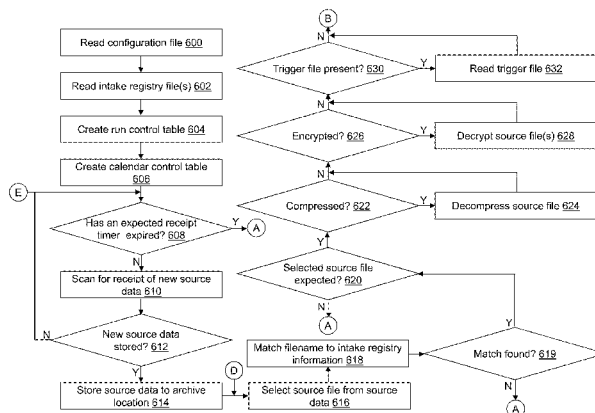 Read configuration file 600
Read intake registry file(s) 602
Create run control table 604
Create calendar control table
606
E
Has an expected receipt
timer expired? 608
Y
A
N
Scan for receipt of new source
data 610
N
New source data
stored? 612
Y
Store source data to archive
location 614
D
Select source file from source
data 616
Match filename to intake registry
information 618
Match found? 619
Y
N
A
Selected source file
expected? 620
N
A
Y
Compressed? 622
Y
Decompress source file 624
N
Encrypted? 626
Y
Decrypt source file(s) 628
N
Trigger file present? 630
Y
Read trigger file 632
N
B